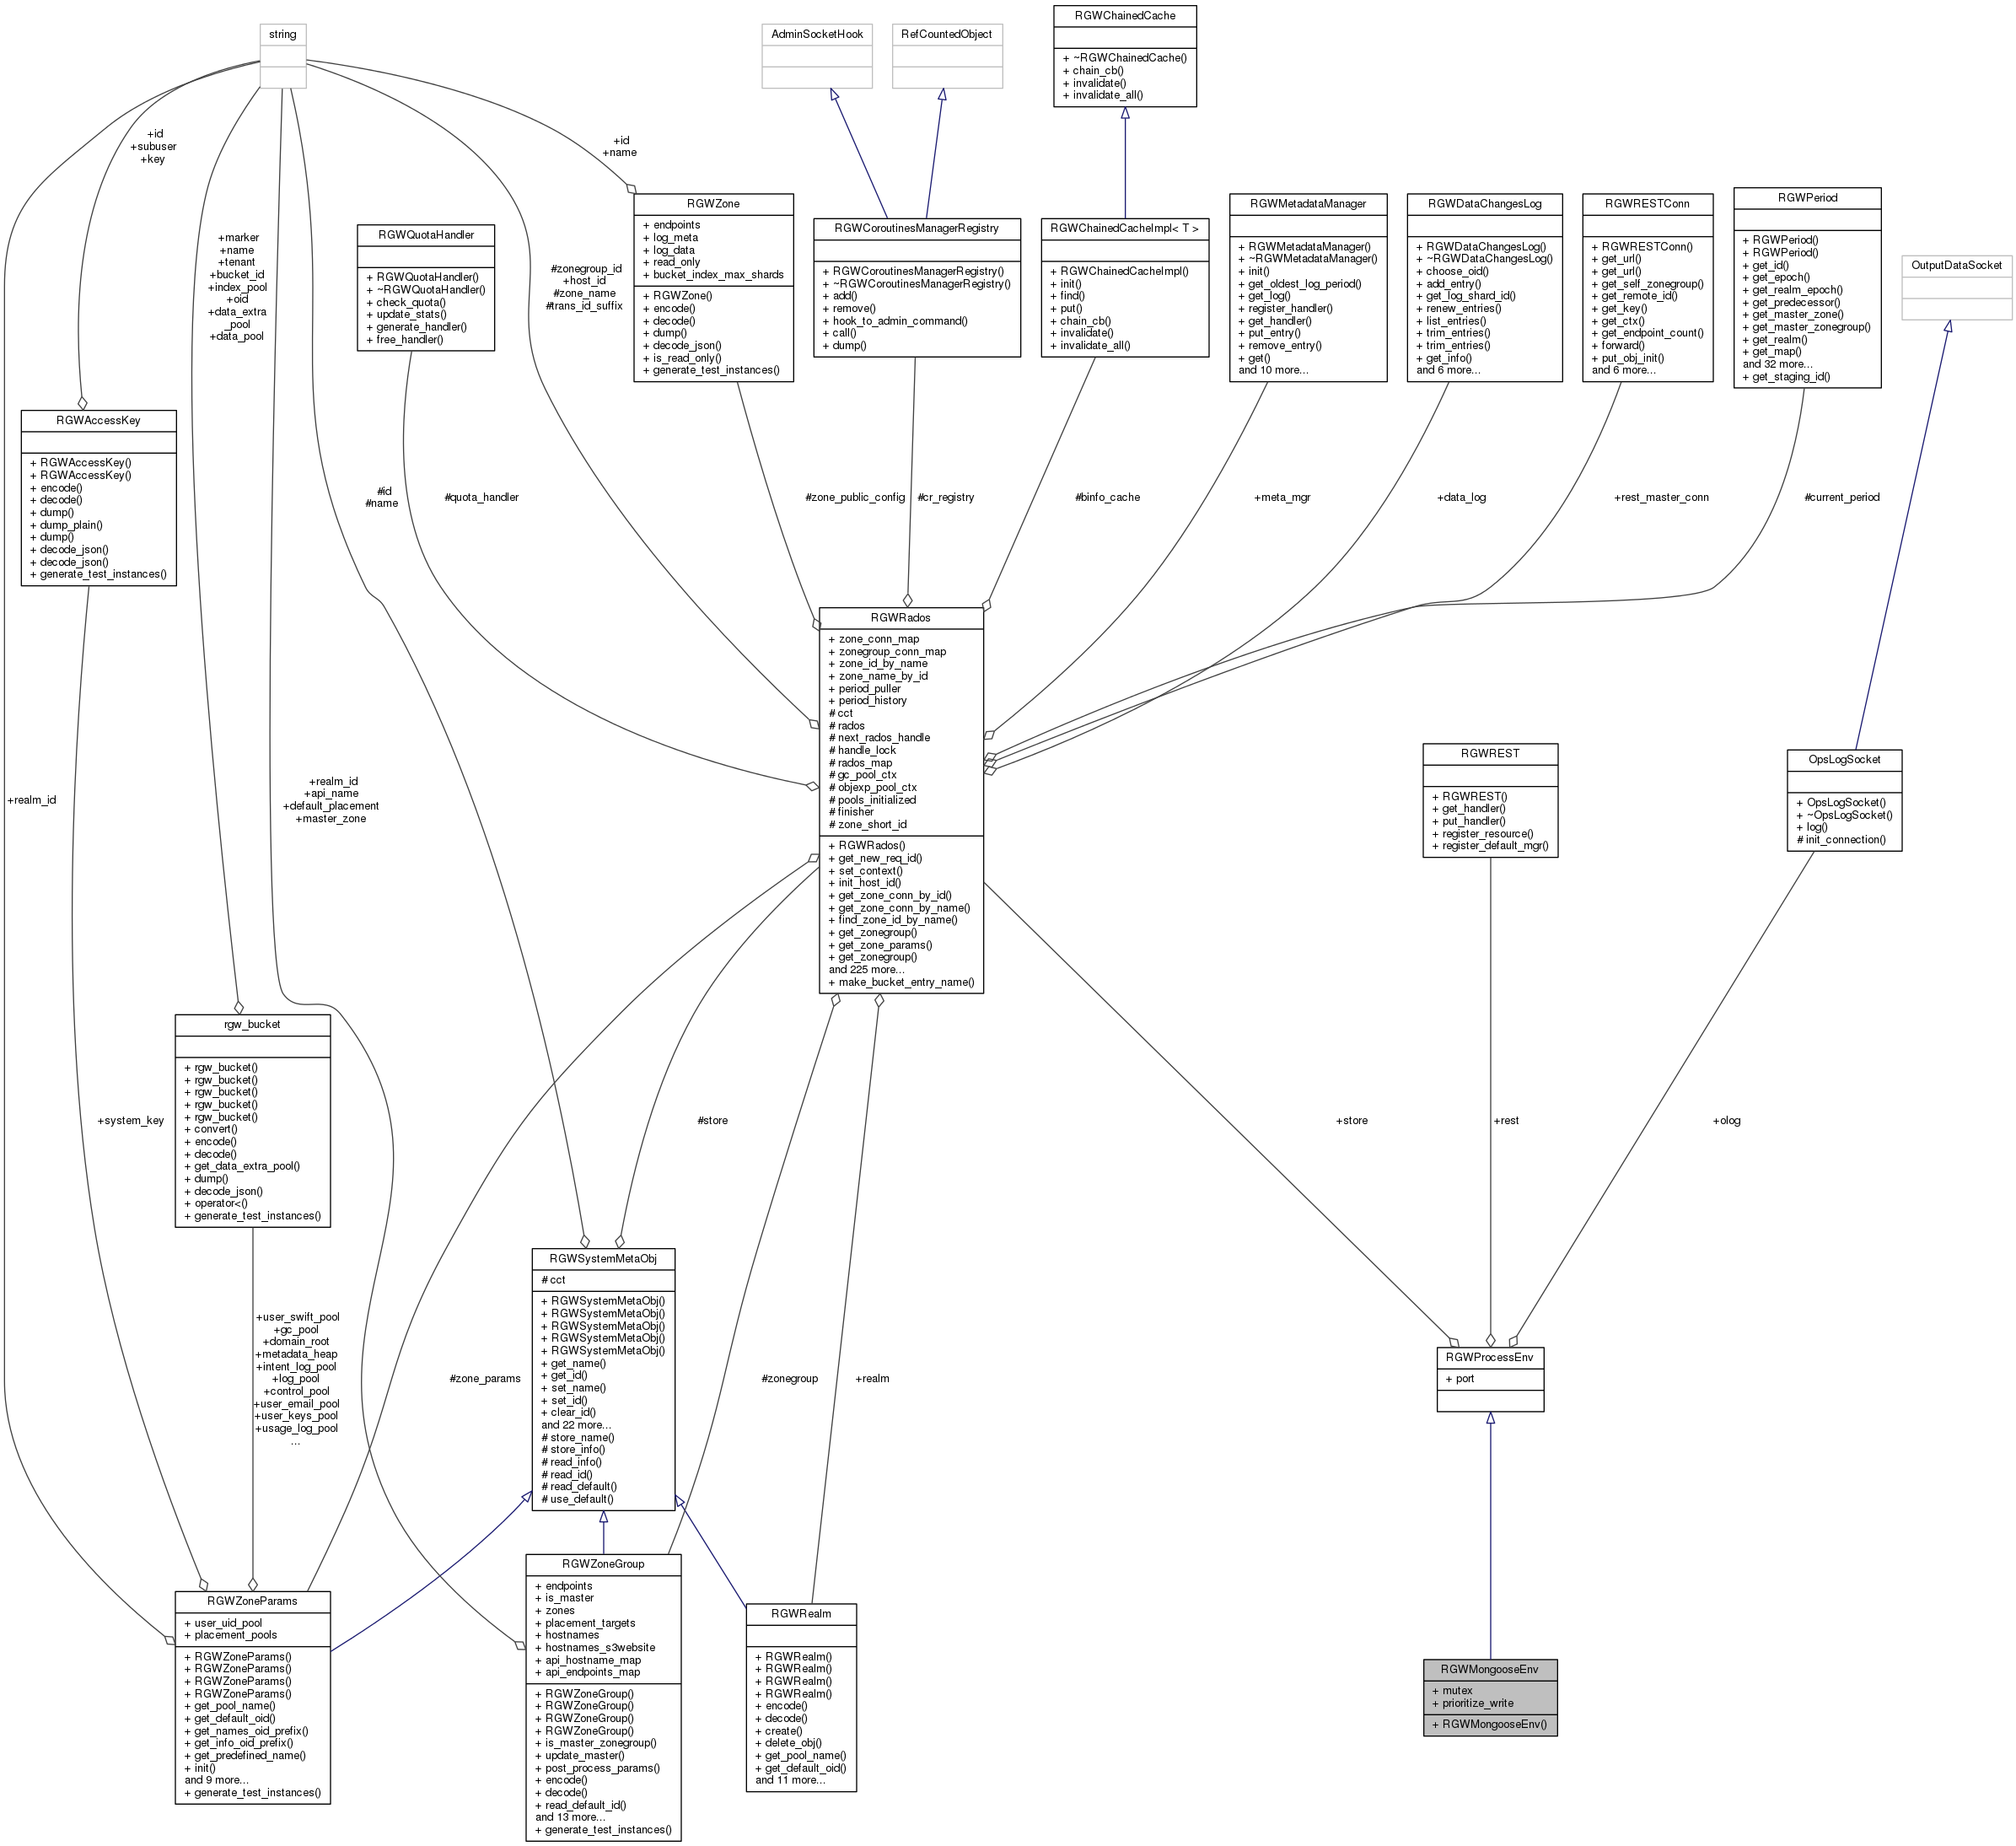 RGWChainedCache
+ ~RGWChainedCache()
+ chain_cb()
+ invalidate()
+ invalidate_all()
string
AdminSocketHook
RefCountedObject
+id
+subuser
+key
+id
+name
RGWZone
+ endpoints
+ log_meta
+ log_data
+ read_only
+ bucket_index_max_shards
+ RGWZone()
+ encode()
+ decode()
+ dump()
+ decode_json()
+ is_read_only()
+ generate_test_instances()
RGWQuotaHandler
+ RGWQuotaHandler()
+ ~RGWQuotaHandler()
+ check_quota()
+ update_stats()
+ generate_handler()
+ free_handler()
+marker
+name
+tenant
+bucket_id
+index_pool
+oid
+data_extra
_pool
+data_pool
#zonegroup_id
+host_id
#zone_name
#trans_id_suffix
RGWCoroutinesManagerRegistry
+ RGWCoroutinesManagerRegistry()
+ ~RGWCoroutinesManagerRegistry()
+ add()
+ remove()
+ hook_to_admin_command()
+ call()
+ dump()
RGWChainedCacheImpl< T >
+ RGWChainedCacheImpl()
+ init()
+ find()
+ put()
+ chain_cb()
+ invalidate()
+ invalidate_all()
RGWMetadataManager
+ RGWMetadataManager()
+ ~RGWMetadataManager()
+ init()
+ get_oldest_log_period()
+ get_log()
+ register_handler()
+ get_handler()
+ put_entry()
+ remove_entry()
+ get()
and 10 more...
RGWDataChangesLog
+ RGWDataChangesLog()
+ ~RGWDataChangesLog()
+ choose_oid()
+ add_entry()
+ get_log_shard_id()
+ renew_entries()
+ list_entries()
+ trim_entries()
+ trim_entries()
+ get_info()
and 6 more...
RGWRESTConn
+ RGWRESTConn()
+ get_url()
+ get_url()
+ get_self_zonegroup()
+ get_remote_id()
+ get_key()
+ get_ctx()
+ get_endpoint_count()
+ forward()
+ put_obj_init()
and 6 more...
RGWPeriod
+ RGWPeriod()
+ RGWPeriod()
+ get_id()
+ get_epoch()
+ get_realm_epoch()
+ get_predecessor()
+ get_master_zone()
+ get_master_zonegroup()
+ get_realm()
+ get_map()
and 32 more...
+ get_staging_id()
OutputDataSocket
RGWAccessKey
+ RGWAccessKey()
+ RGWAccessKey()
+ encode()
+ decode()
+ dump()
+ dump_plain()
+ dump()
+ decode_json()
+ decode_json()
+ generate_test_instances()
#id
#name
#quota_handler
#zone_public_config
#cr_registry
#binfo_cache
+meta_mgr
+data_log
+rest_master_conn
#current_period
RGWRados
+ zone_conn_map
+ zonegroup_conn_map
+ zone_id_by_name
+ zone_name_by_id
+ period_puller
+ period_history
# cct
# rados
# next_rados_handle
# handle_lock
# rados_map
# gc_pool_ctx
# objexp_pool_ctx
# pools_initialized
# finisher
# zone_short_id
+ RGWRados()
+ get_new_req_id()
+ set_context()
+ init_host_id()
+ get_zone_conn_by_id()
+ get_zone_conn_by_name()
+ find_zone_id_by_name()
+ get_zonegroup()
+ get_zone_params()
+ get_zonegroup()
and 225 more...
+ make_bucket_entry_name()
+realm_id
+realm_id
+api_name
+default_placement
+master_zone
RGWREST
+ RGWREST()
+ get_handler()
+ put_handler()
+ register_resource()
+ register_default_mgr()
OpsLogSocket
+ OpsLogSocket()
+ ~OpsLogSocket()
+ log()
# init_connection()
rgw_bucket
+ rgw_bucket()
+ rgw_bucket()
+ rgw_bucket()
+ rgw_bucket()
+ rgw_bucket()
+ convert()
+ encode()
+ decode()
+ get_data_extra_pool()
+ dump()
+ decode_json()
+ operator<()
+ generate_test_instances()
+system_key
#store
+store
+rest
+olog
RGWSystemMetaObj
# cct
+ RGWSystemMetaObj()
+ RGWSystemMetaObj()
+ RGWSystemMetaObj()
+ RGWSystemMetaObj()
+ RGWSystemMetaObj()
+ get_name()
+ get_id()
+ set_name()
+ set_id()
+ clear_id()
and 22 more...
# store_name()
# store_info()
# read_info()
# read_id()
# read_default()
# use_default()
+user_swift_pool
+gc_pool
+domain_root
+metadata_heap
+intent_log_pool
+log_pool
+control_pool
+user_email_pool
+user_keys_pool
+usage_log_pool
...
#zone_params
#zonegroup
+realm
RGWProcessEnv
+ port
RGWZoneParams
+ user_uid_pool
+ placement_pools
+ RGWZoneParams()
+ RGWZoneParams()
+ RGWZoneParams()
+ RGWZoneParams()
+ get_pool_name()
+ get_default_oid()
+ get_names_oid_prefix()
+ get_info_oid_prefix()
+ get_predefined_name()
+ init()
and 9 more...
+ generate_test_instances()
RGWZoneGroup
+ endpoints
+ is_master
+ zones
+ placement_targets
+ hostnames
+ hostnames_s3website
+ api_hostname_map
+ api_endpoints_map
+ RGWZoneGroup()
+ RGWZoneGroup()
+ RGWZoneGroup()
+ RGWZoneGroup()
+ is_master_zonegroup()
+ update_master()
+ post_process_params()
+ encode()
+ decode()
+ read_default_id()
and 13 more...
+ generate_test_instances()
RGWRealm
+ RGWRealm()
+ RGWRealm()
+ RGWRealm()
+ RGWRealm()
+ encode()
+ decode()
+ create()
+ delete_obj()
+ get_pool_name()
+ get_default_oid()
and 11 more...
RGWMongooseEnv
+ mutex
+ prioritize_write
+ RGWMongooseEnv()